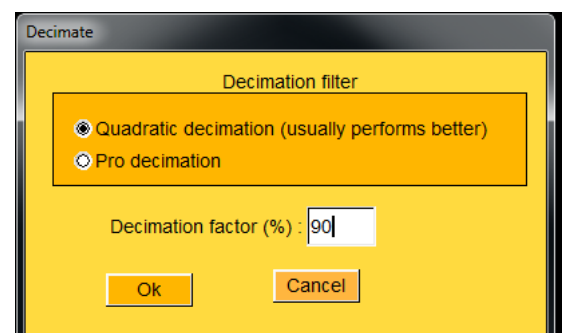 Decimate
Decimation filter
Quadratic decimation (usually performs better)
Pro decimation
Decimation factor (%) : 90
Ok Cancel